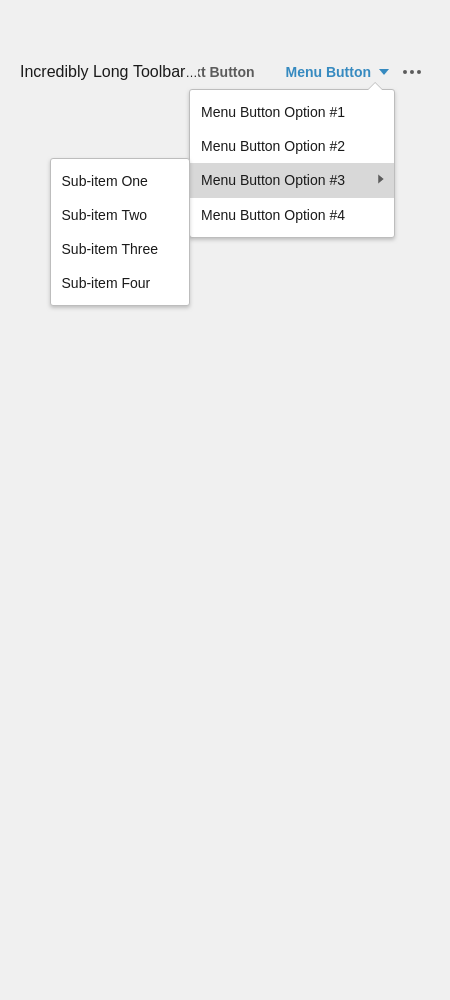 Incredibly Long Toolbar... t Button Menu Button
Menu Button Option #1
Menu Button Option #2
Menu Button Option #3
Menu Button Option #4
Sub-item One
Sub-item Two
Sub-item Three
Sub-item Four